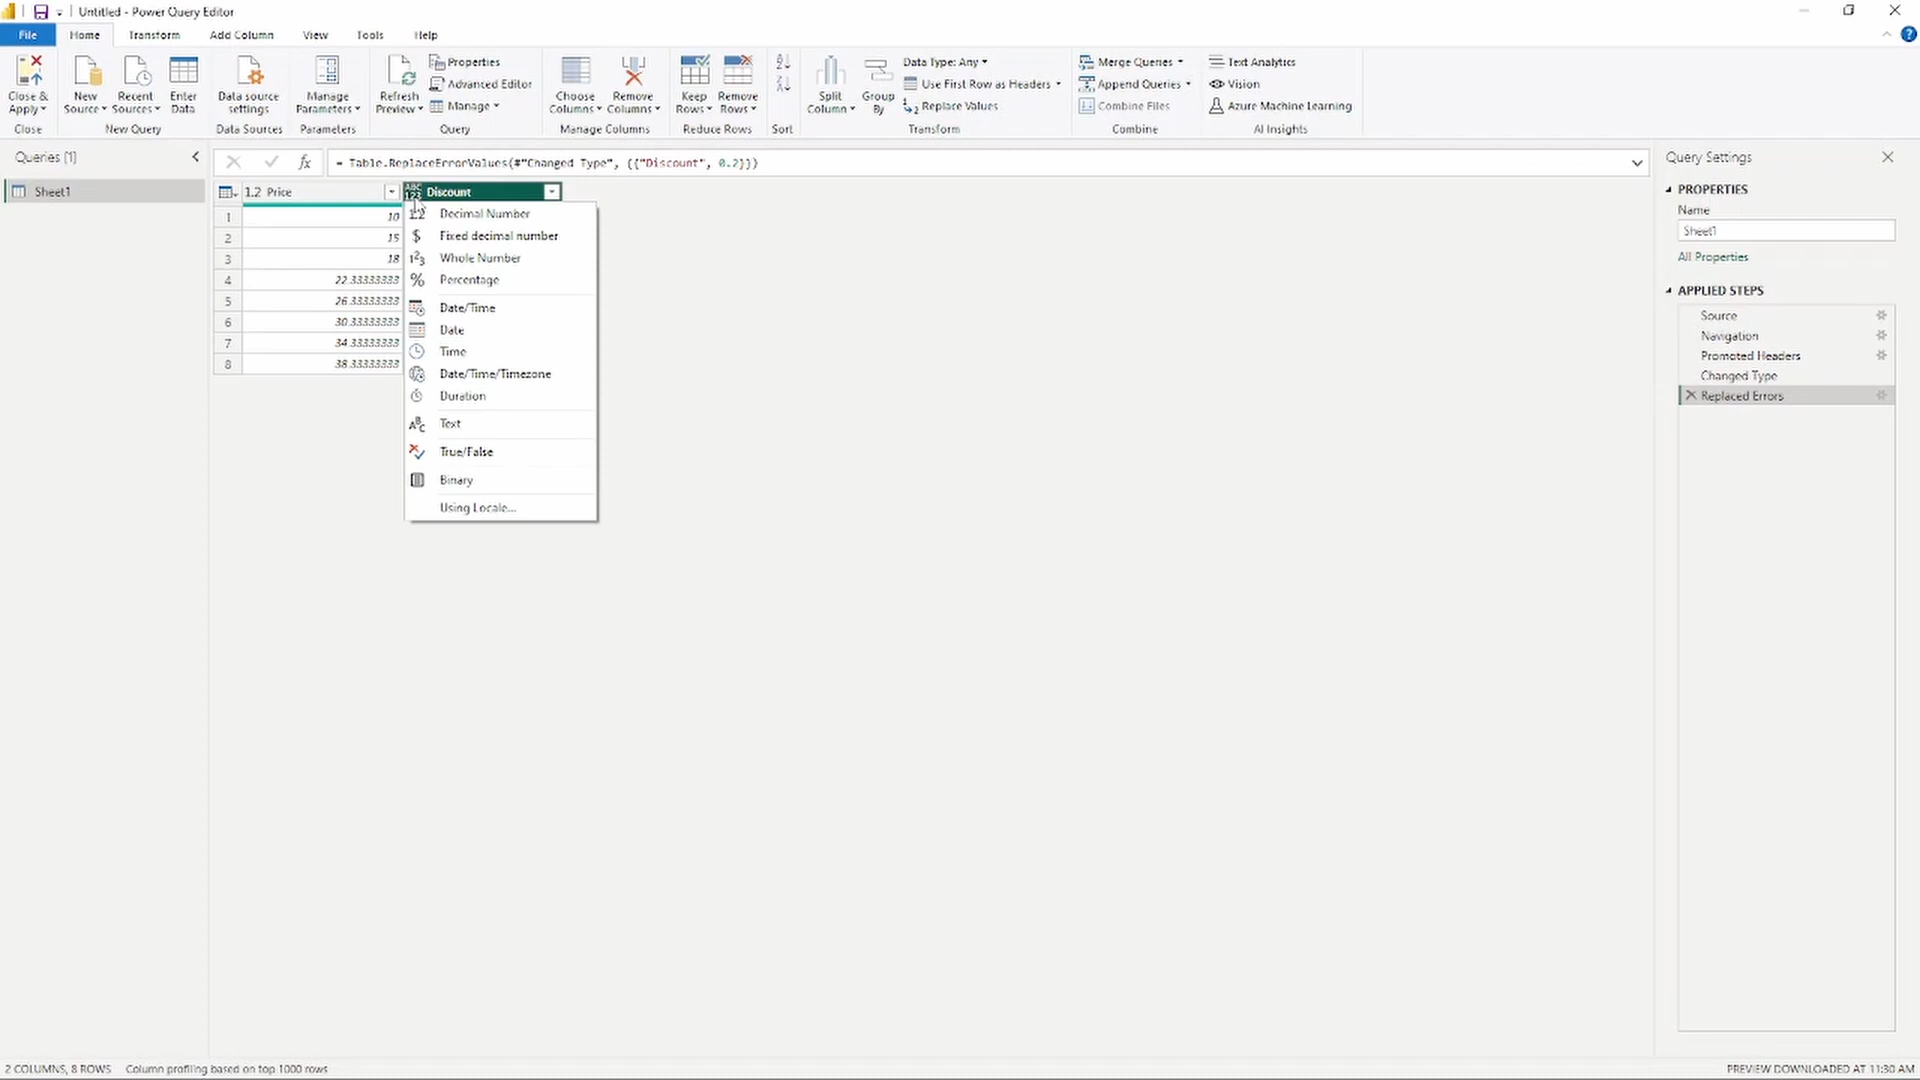 Untitled - Power Query Editor
File Home Transform Add Column View Tools Help
Close & Apply
Close
New Source
Recent Sources
Enter Data
New Query
Data source settings
Data Sources
Manage Parameters
Parameters
Refresh Preview
Properties
Advanced Editor
Manage
Query
Choose Columns
Remove Columns
Manage Columns
Keep Rows
Remove Rows
Reduce Rows
Sort
Split Column
Group By
Data Type: Any
Use First Row as Headers
Replace Values
Transform
Merge Queries
Append Queries
Combine Files
Combine
Text Analytics
Vision
Azure Machine Learning
AI Insights
Queries [1]
Sheet1
fx = Table.ReplaceErrorValues(#"Changed Type", {{"Discount", 0.2}})
1.2 Price
ABC 123 Discount
1 10
2 15
3 18
4 22.33333333
5 26.33333333
6 30.33333333
7 34.33333333
8 38.33333333
1.2 Decimal Number
$ Fixed decimal number
123 Whole Number
% Percentage
Date/Time
Date
Time
Date/Time/Timezone
Duration
ABC Text
True/False
Binary
Using Locale...
Query Settings
PROPERTIES
Name
Sheet1
All Properties
APPLIED STEPS
Source
Navigation
Promoted Headers
Changed Type
Replaced Errors
2 COLUMNS, 8 ROWS Column profiling based on top 1000 rows
PREVIEW DOWNLOADED AT 11:30 AM